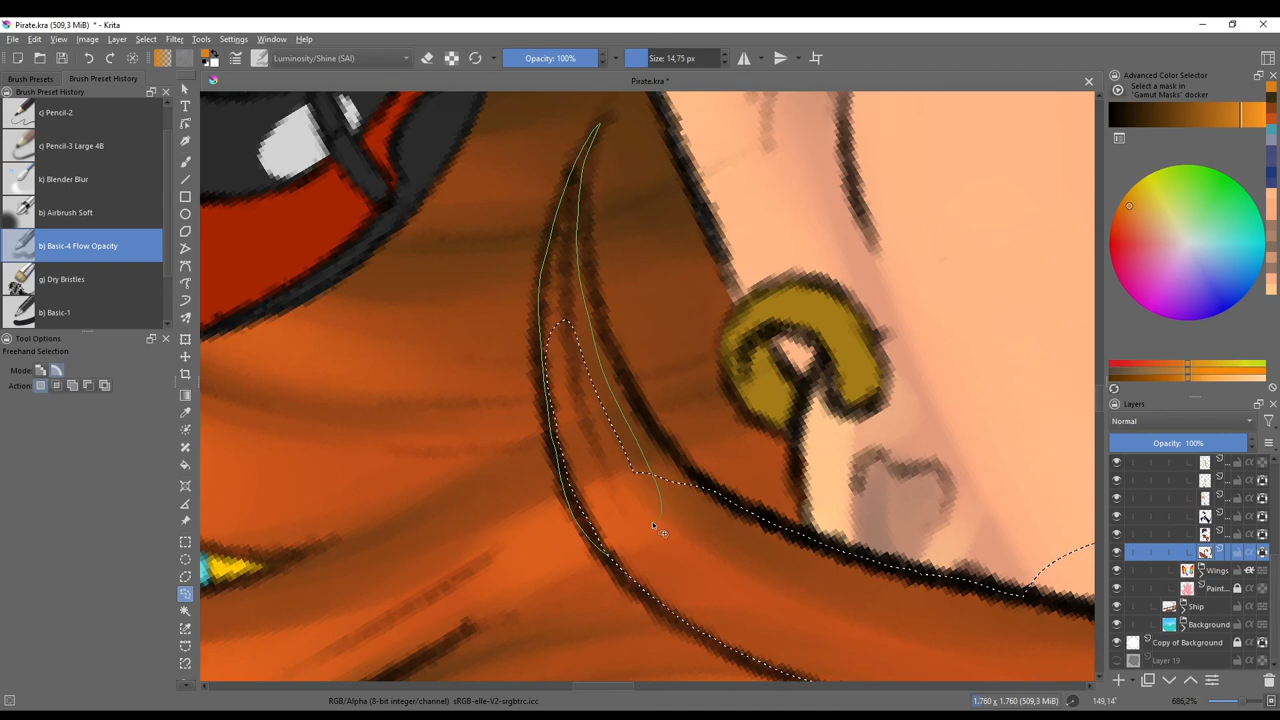 Pirate.kra (509,3 MiB) * - Krita
File Edit View Image Layer Select Filter Tools Settings Window Help
Luminosity/Shine (SAI)
Opacity: 100%
Size: 14,75 px
Brush Presets
Brush Preset History
Brush Preset History
c) Pencil-2
c) Pencil-3 Large 4B
k) Blender Blur
b) Airbrush Soft
b) Basic-4 Flow Opacity
g) Dry Bristles
b) Basic-1
Tool Options
Freehand Selection
Mode:
Action:
Pirate.kra *
Advanced Color Selector
Select a mask in
"Gamut Masks" docker
Layers
Normal
Opacity: 100%
...
...
...
...
...
...
Wings
Paint...
Ship
Background
Copy of Background
Layer 19
RGB/Alpha (8-bit integer/channel) sRGB-elle-V2-srgbtrc.icc
1.760 x 1.760 (509,3 MiB)
149,14°
686,2%